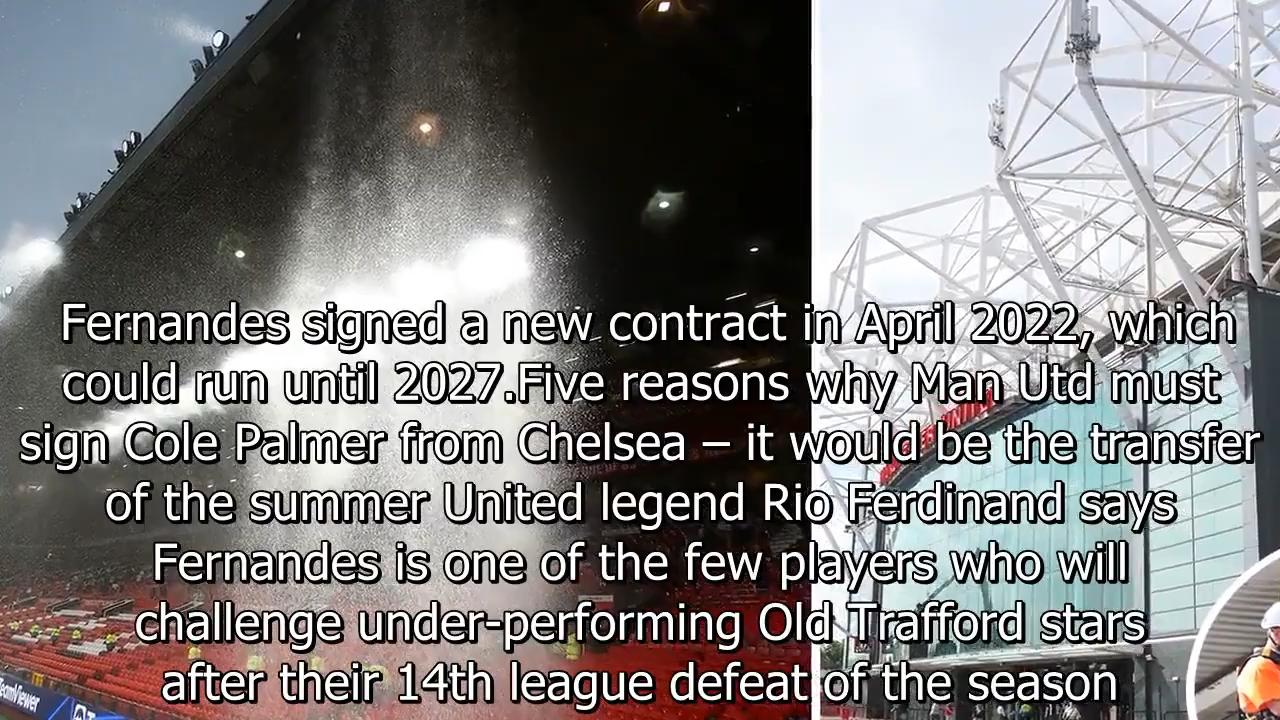 Fernandes signed a new contract in April 2022, which
could run until 2027.Five reasons why Man Utd must
sign Cole Palmer from Chelsea – it would be the transfer
of the summer United legend Rio Ferdinand says
Fernandes is one of the few players who will
challenge under-performing Old Trafford stars
after their 14th league defeat of the season
TeamViewer